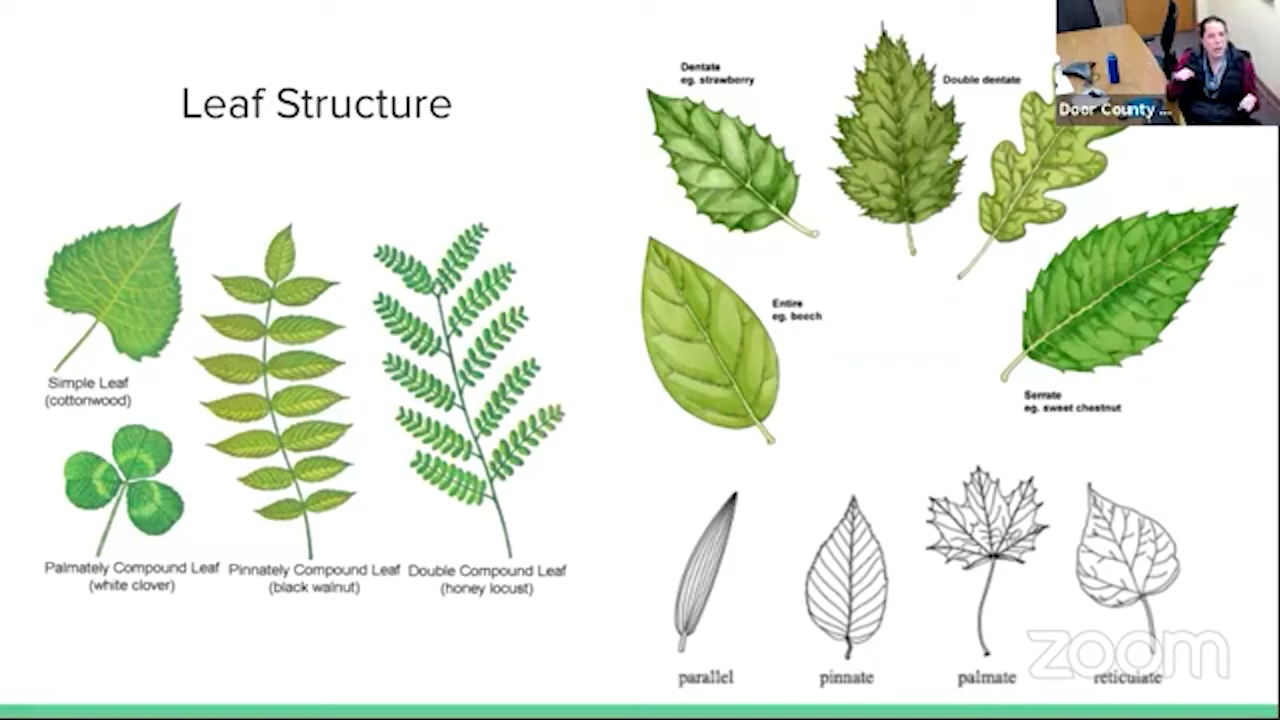 Leaf Structure
Simple Leaf
(cottonwood)
Palmately Compound Leaf
(white clover)
Pinnately Compound Leaf
(black walnut)
Double Compound Leaf
(honey locust)
Dentate
eg. strawberry
Double dentate
Door County ...
Entire
eg. beech
Serrate
eg. sweet chestnut
parallel
pinnate
palmate
reticulate
zoom